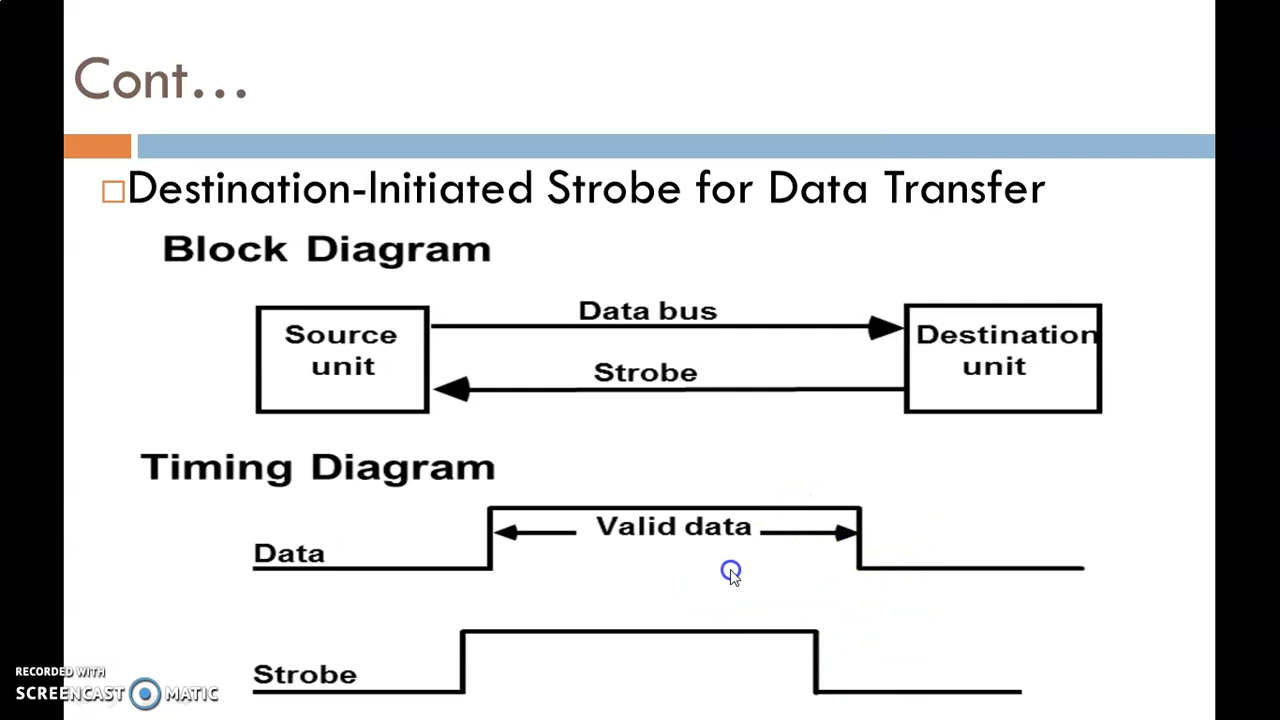 Cont...
Destination-Initiated Strobe for Data Transfer
Block Diagram
Source
unit
Data bus
Strobe
Destination
unit
Timing Diagram
Valid data
Data
Strobe
RECORDED WITH
SCREENCAST MATIC